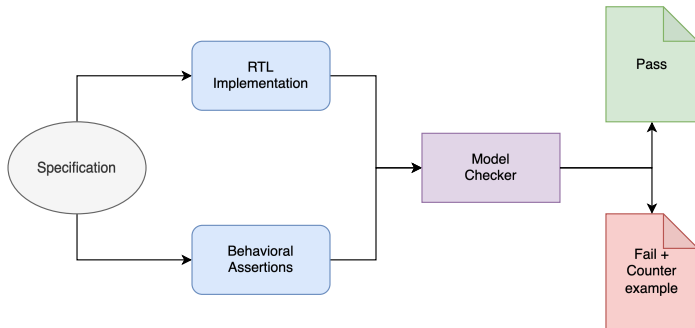 Specification
RTL
Implementation
Behavioral
Assertions
Model
Checker
Pass
Fail +
Counter
example